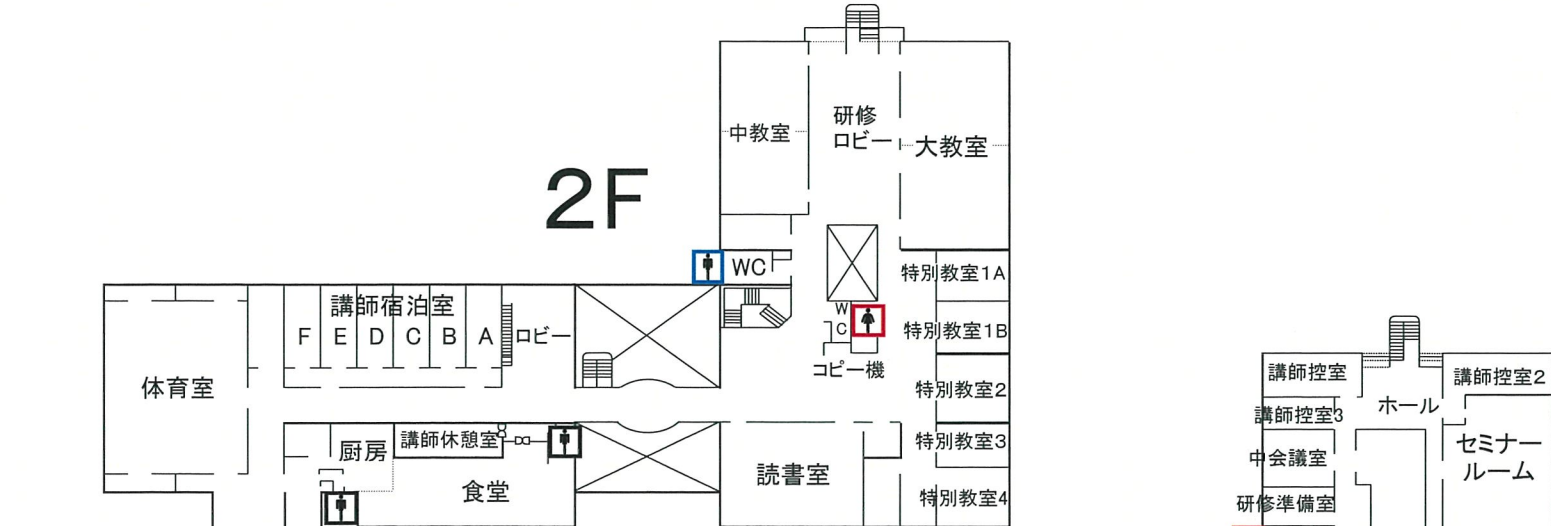 2F
中教室
研修
ロビー
大教室
WC
特別教室1A
W
C
特別教室1B
コピー機
特別教室2
特別教室3
特別教室4
読書室
講師宿泊室
F E D C B A
ロビー
体育室
厨房
講師休憩室
食堂
講師控室
講師控室2
ホール
講師控室3
中会議室
セミナー
ルーム
研修準備室